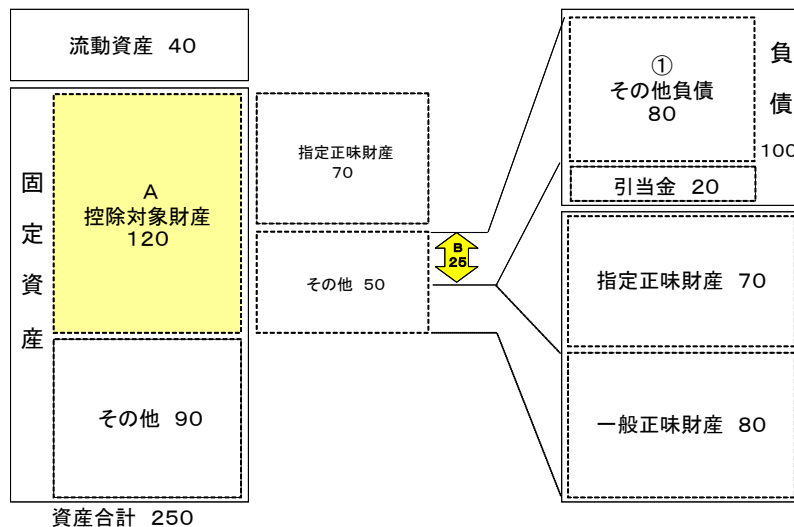 流動資産 40
固定資産
A
控除対象財産
120
その他 90
資産合計 250
指定正味財産
70
その他 50
B
25
①
その他負債
80
負債
100
引当金 20
指定正味財産 70
一般正味財産 80